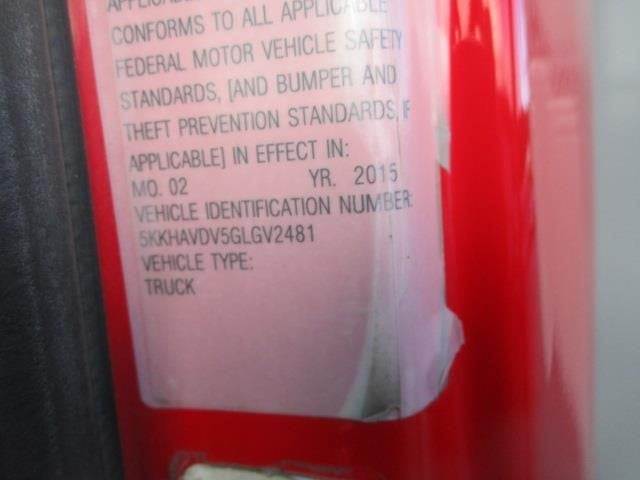 APPLICABLE
CONFORMS TO ALL APPLICABLE
FEDERAL MOTOR VEHICLE SAFETY
STANDARDS, [AND BUMPER AND
THEFT PREVENTION STANDARDS, IF
APPLICABLE] IN EFFECT IN:
MO. 02 YR. 2015
VEHICLE IDENTIFICATION NUMBER:
5KKHAVDV5GLGV2481
VEHICLE TYPE:
TRUCK